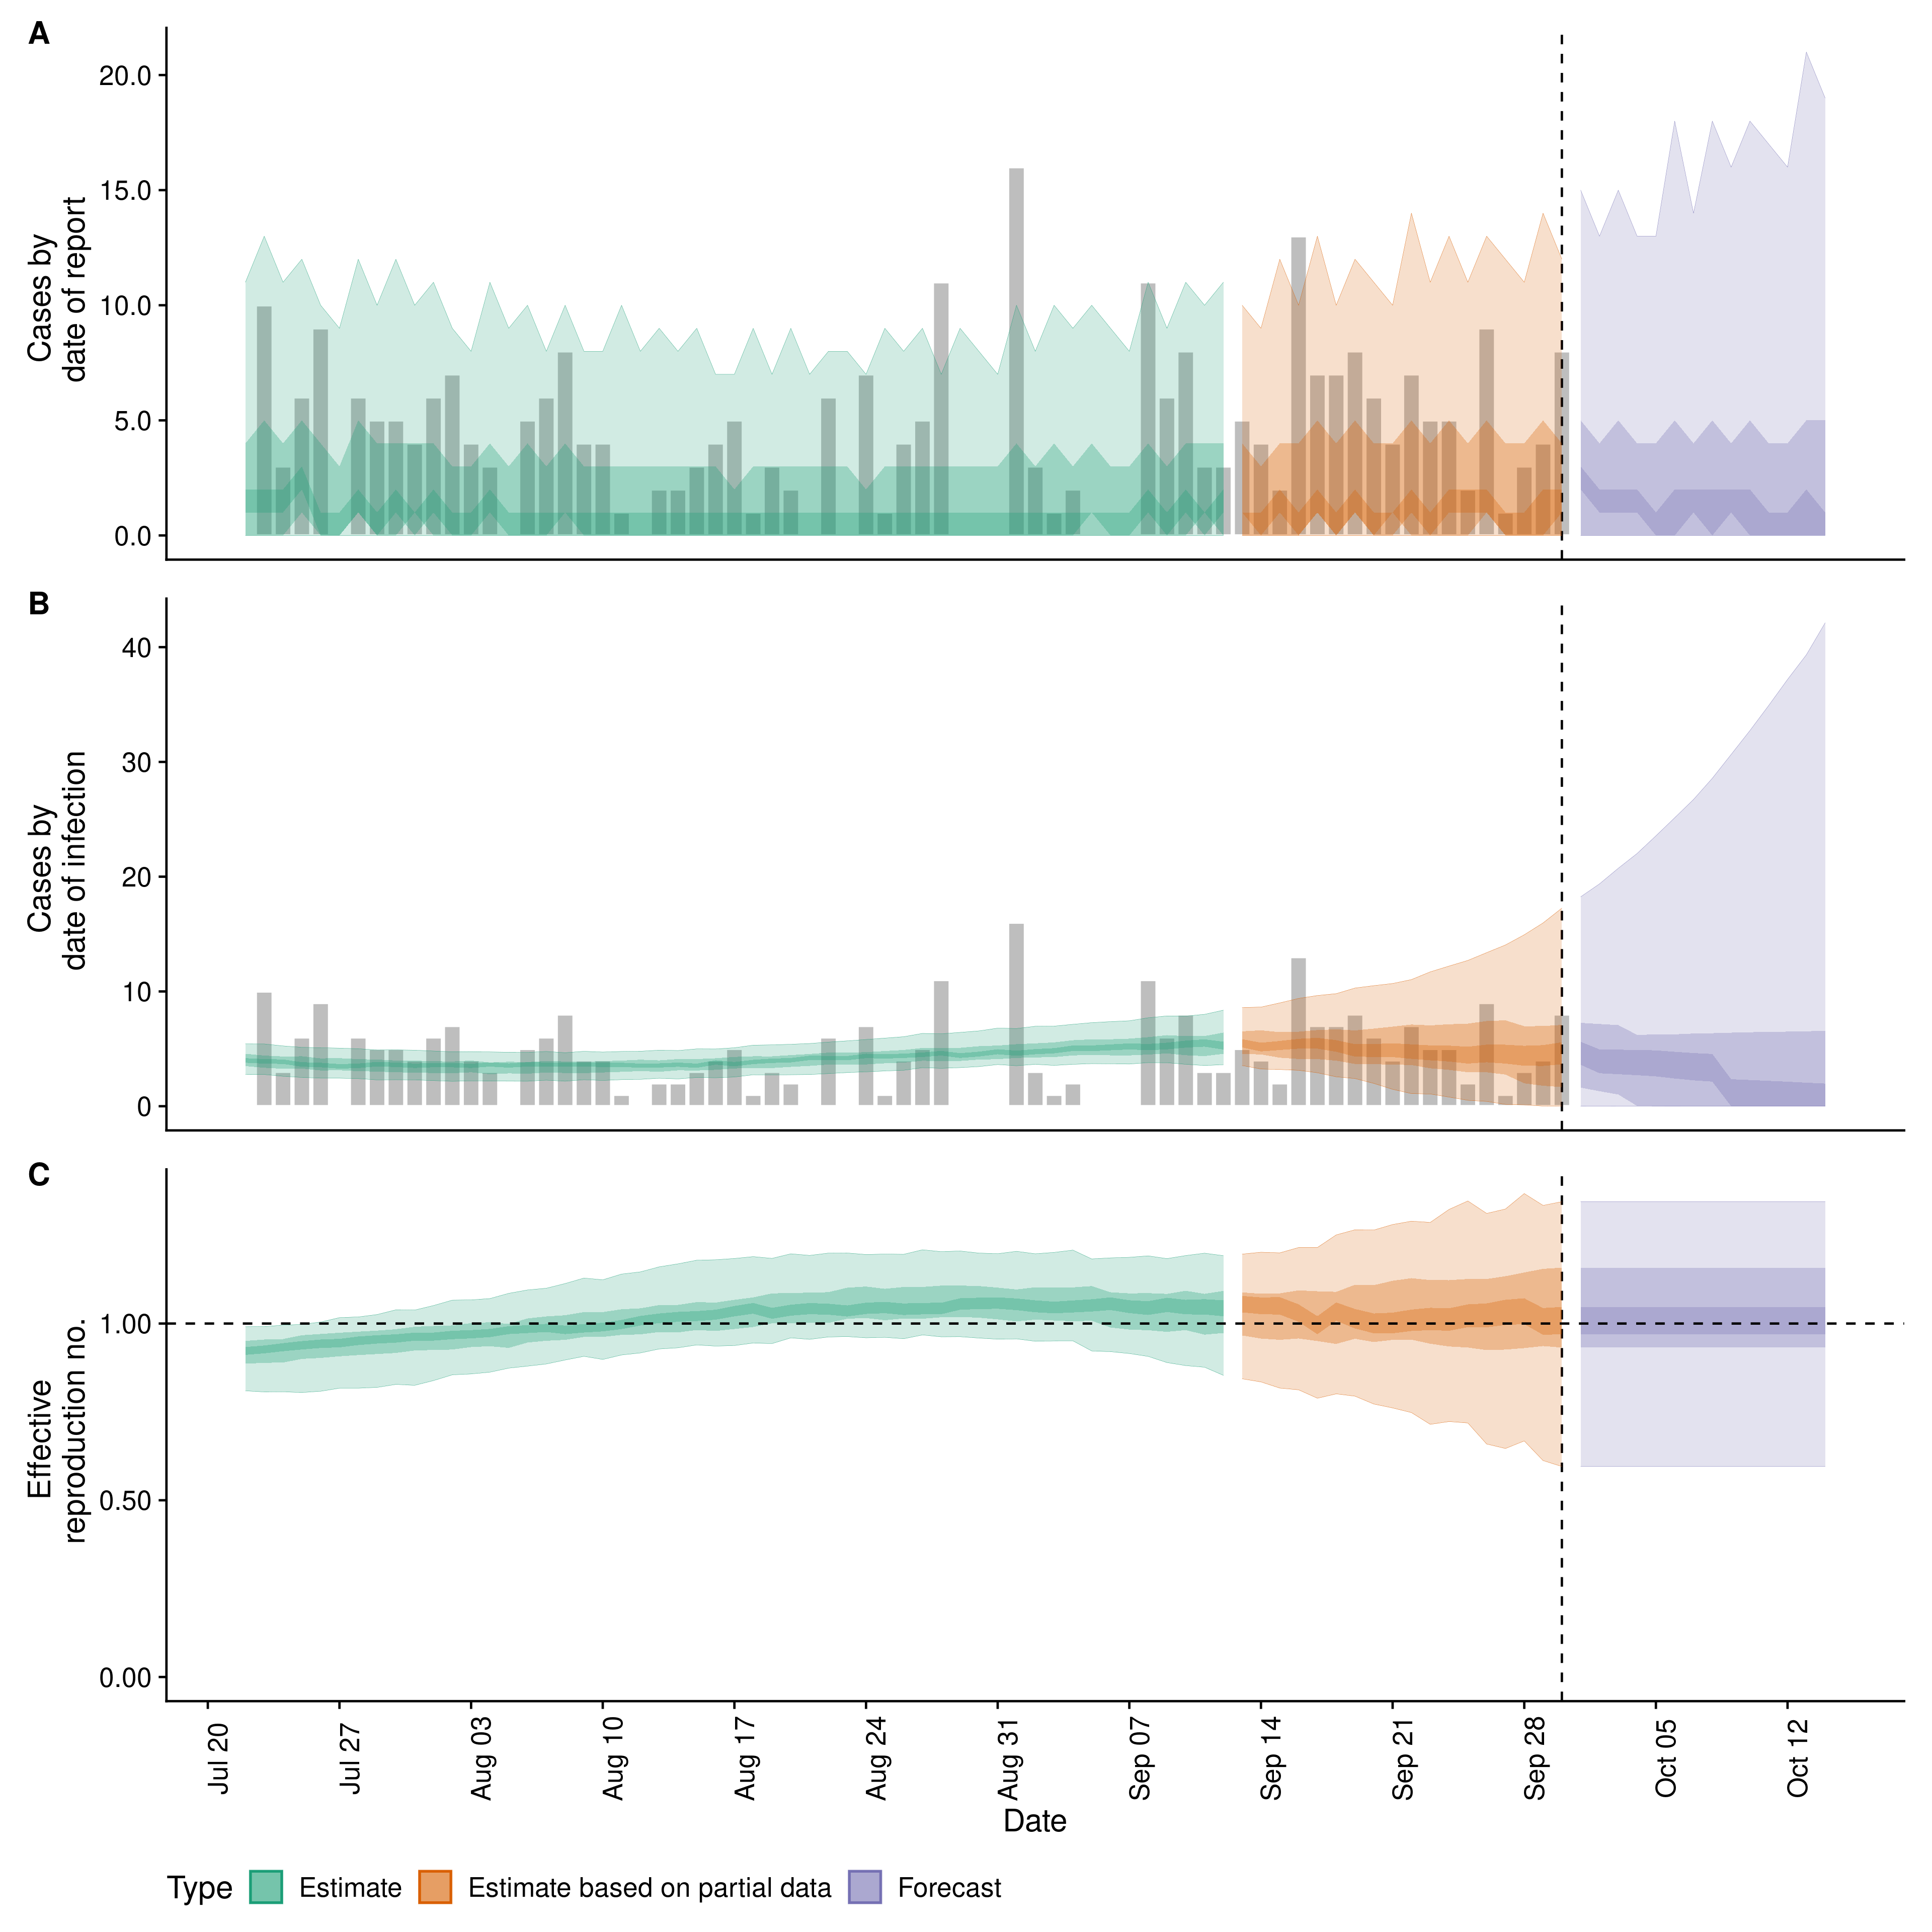 A
20.0
15.0
10.0
5.0
0.0
Cases by
date of report
B
40
30
20
10
0
Cases by
date of infection
C
1.00
0.50
0.00
Effective
reproduction no.
Jul 20
Jul 27
Aug 03
Aug 10
Aug 17
Aug 24
Aug 31
Sep 07
Sep 14
Sep 21
Sep 28
Oct 05
Oct 12
Date
Type Estimate Estimate based on partial data Forecast